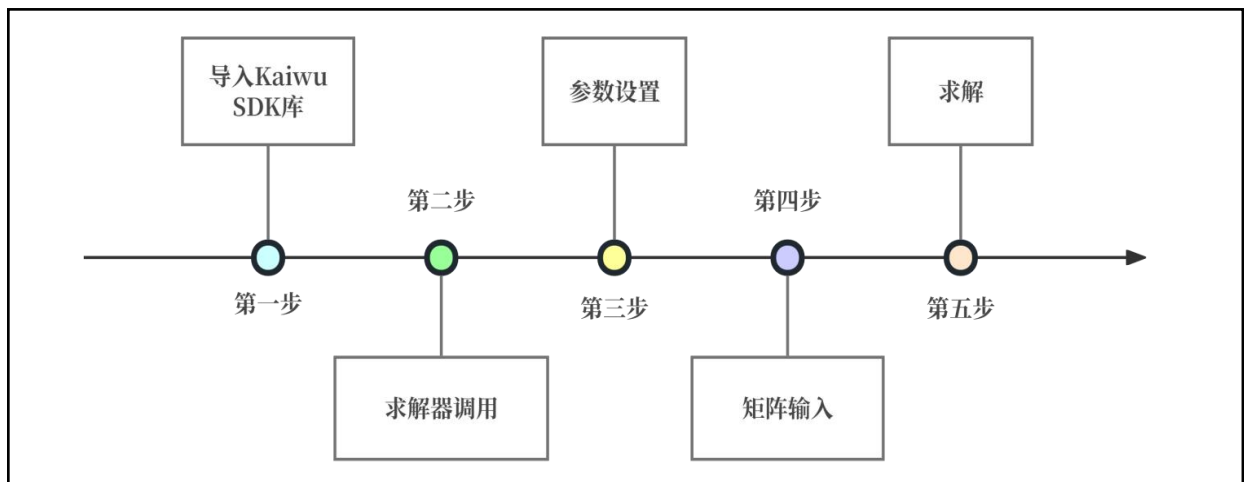 导入Kaiwu
SDK库
参数设置
求解
第二步
第四步
第一步
第三步
第五步
求解器调用
矩阵输入